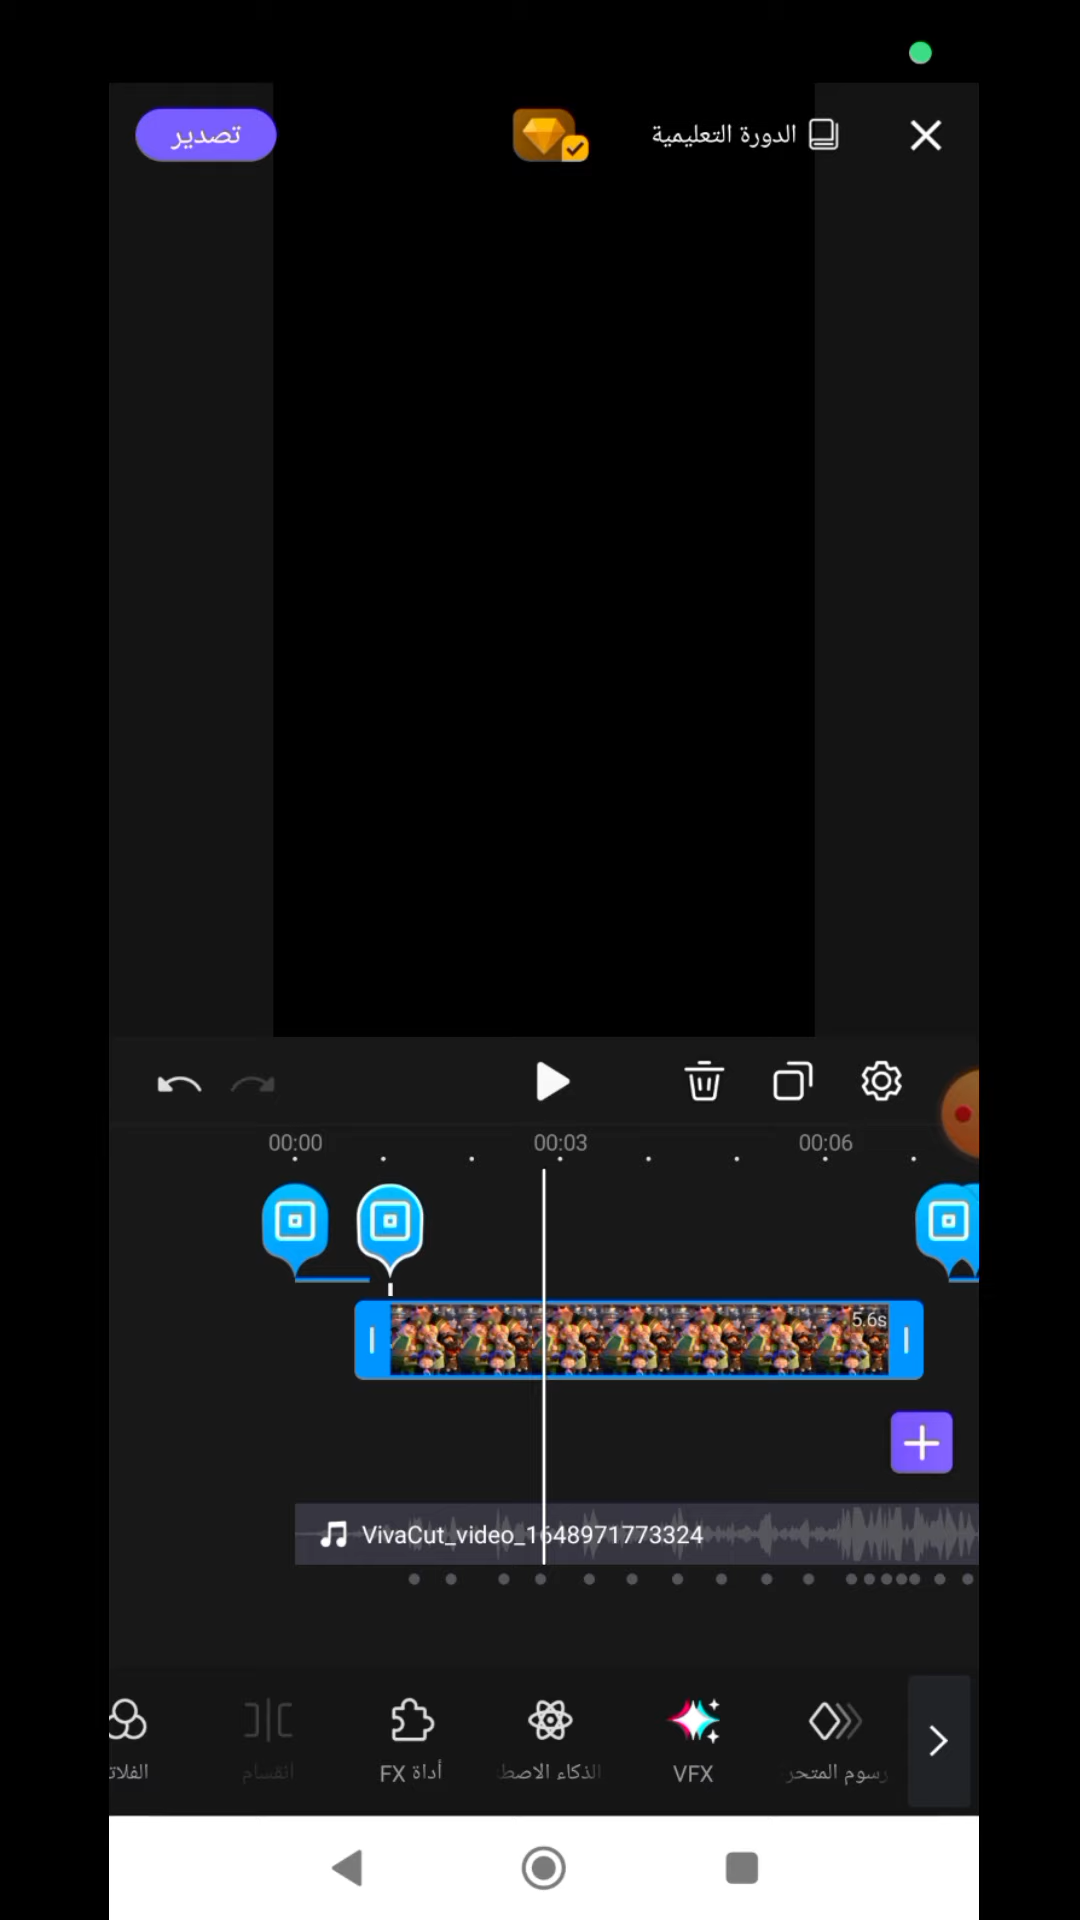 الدورة التعليمية
تصدير
00:00 00:03 00:06
5.6s
VivaCut_video_1648971773324
رسوم المتحر
VFX
الذكاء الاصط
أداة FX
انقسام
الفلات